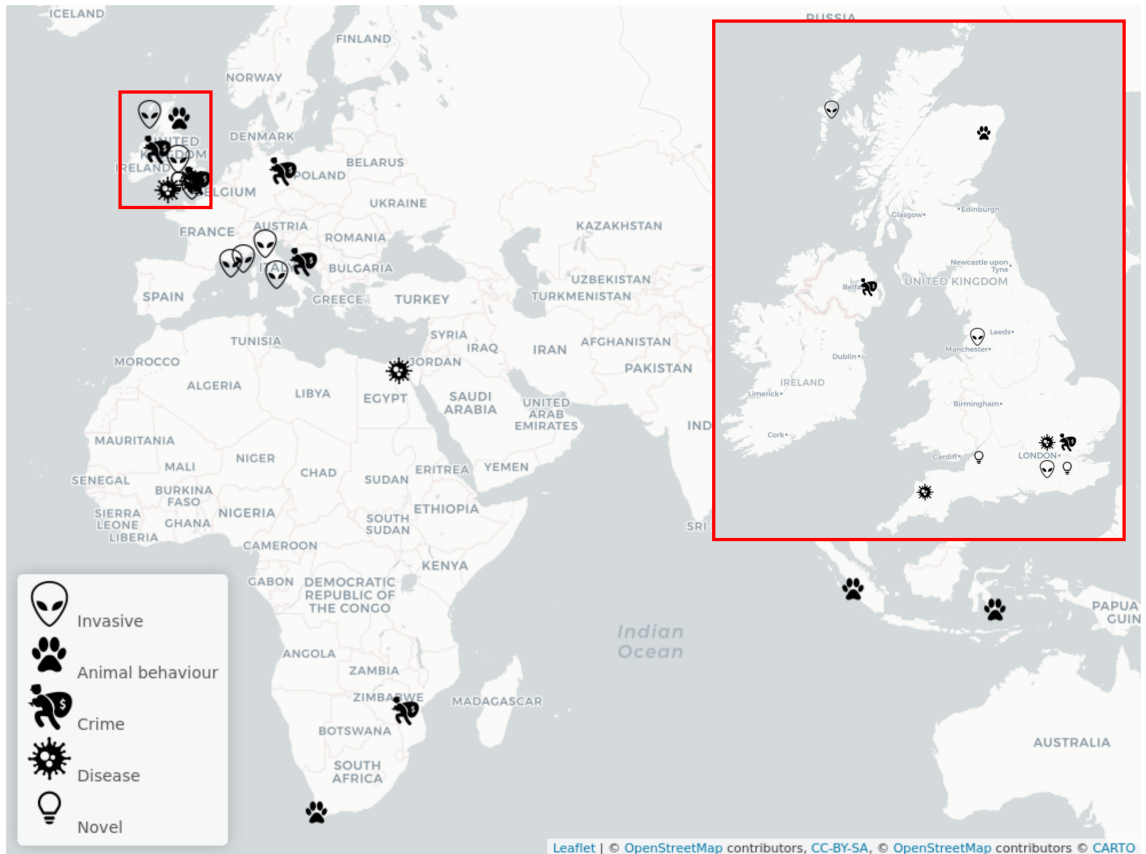 ICELAND
RUSSIA
FINLAND
NORWAY
DENMARK
UNITED
KINGDOM
IRELAND
BELARUS
POLAND
BELGIUM
UKRAINE
FRANCE
AUSTRIA
ROMANIA
KAZAKHSTAN
ITALY
BULGARIA
SPAIN
GREECE
TURKEY
UZBEKISTAN
TURKMENISTAN
TUNISIA
SYRIA
MOROCCO
JORDAN
IRAQ
IRAN
AFGHANISTAN
PAKISTAN
ALGERIA
LIBYA
EGYPT
SAUDI
ARABIA
UNITED
ARAB
EMIRATES
IND
MAURITANIA
MALI
NIGER
CHAD
SUDAN
ERITREA
YEMEN
SENEGAL
BURKINA
FASO
NIGERIA
ETHIOPIA
SIERRA
LEONE
GHANA
LIBERIA
SOUTH
SUDAN
SRI
CAMEROON
KENYA
GABON
DEMOCRATIC
REPUBLIC OF
THE CONGO
PAPUA
GUIN
Indian
Ocean
ANGOLA
ZAMBIA
ZIMBABWE
MADAGASCAR
BOTSWANA
AUSTRALIA
SOUTH
AFRICA
Glasgow
Edinburgh
Newcastle upon
Tyne
UNITED KINGDOM
Belfa
Leeds
Manchester
Dublin
IRELAND
Limerick
Birmingham
Cork
Cardiff
LONDON
Invasive
Animal behaviour
Crime
Disease
Novel
Leaflet | © OpenStreetMap contributors, CC-BY-SA, © OpenStreetMap contributors © CARTO